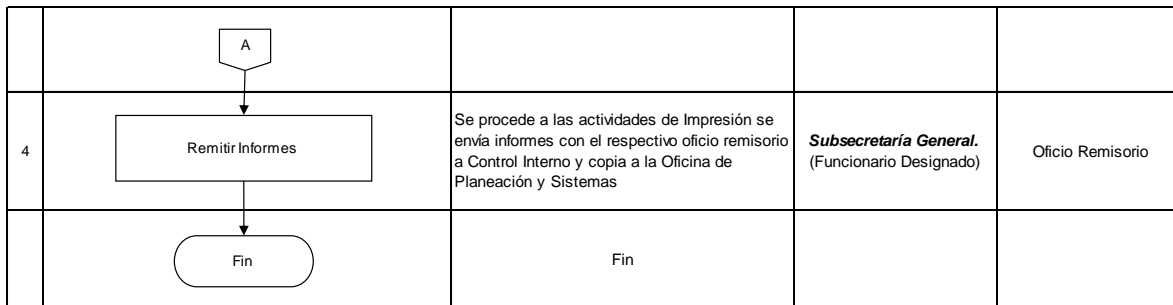 A
4
Remitir Informes
Se procede a las actividades de Impresión se
envía informes con el respectivo oficio remisorio
a Control Interno y copia a la Oficina de
Planeación y Sistemas
Subsecretaría General.
(Funcionario Designado)
Oficio Remisorio
Fin
Fin